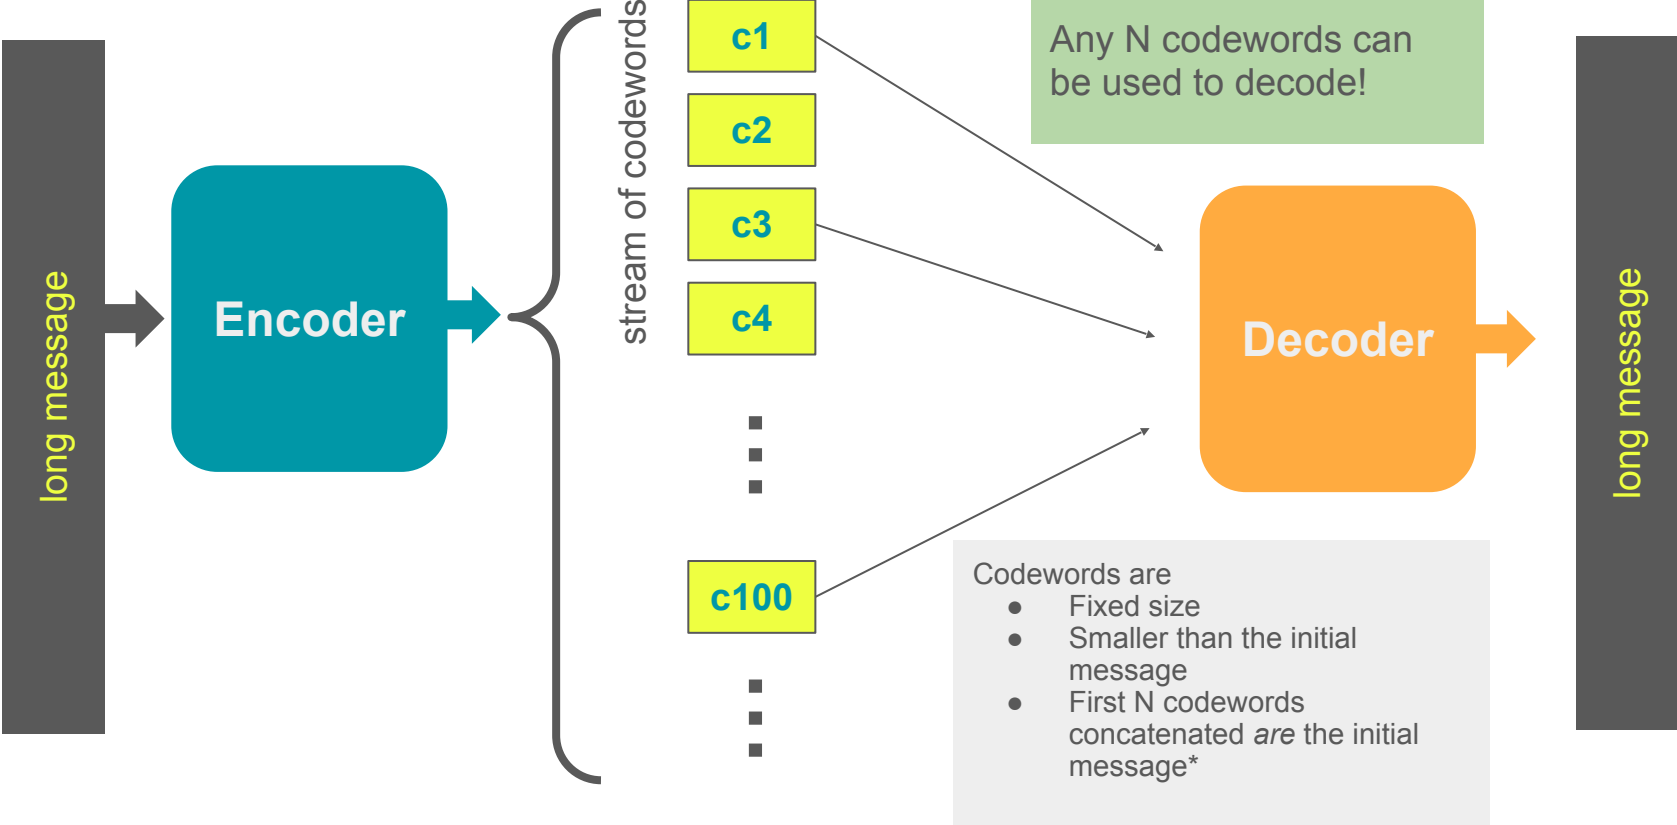 long message
Encoder
stream of codewords
c1
c2
c3
c4
c100
Any N codewords can
be used to decode!
Decoder
Codewords are
● Fixed size
● Smaller than the initial
message
● First N codewords
concatenated are the initial
message*
long message